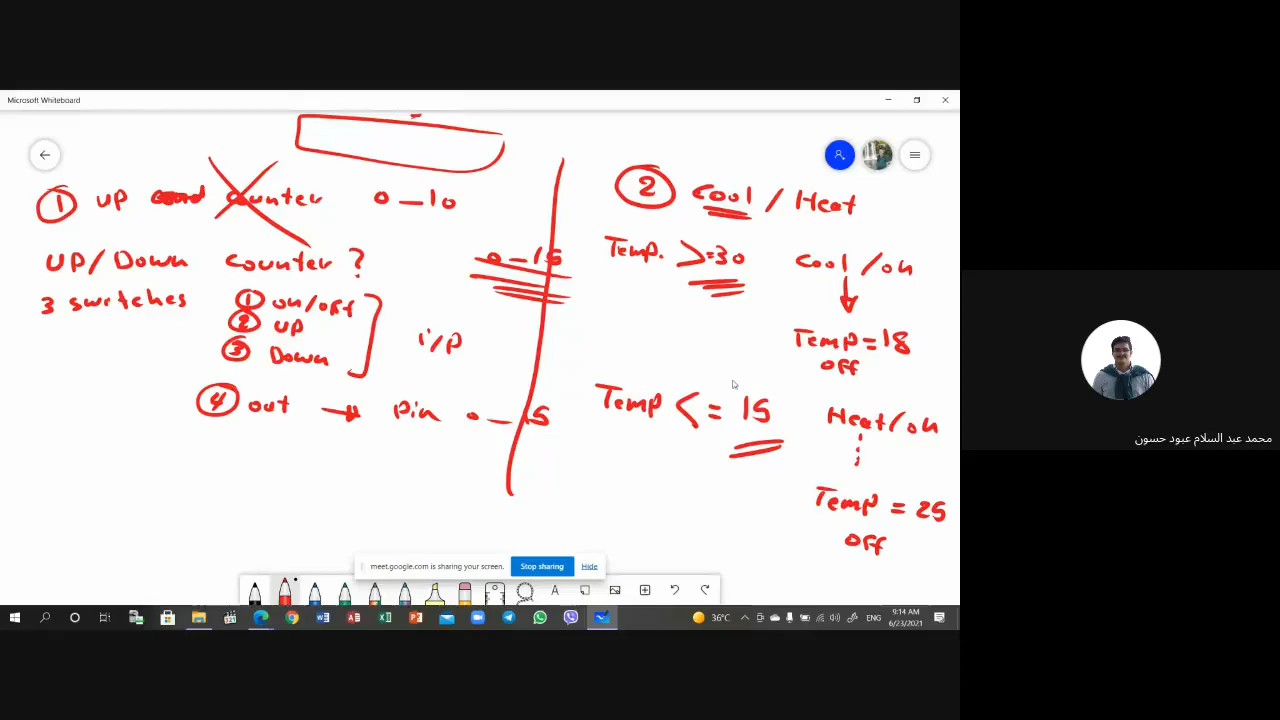 Microsoft Whiteboard
① UP counter 0 _ 10
UP/Down counter ? 0 _ 15
3 switches ① on/off
② UP
③ Down
i/p
④ out → Pin 0 _ 15
② Cool / Heat
Temp. >=30 Cool /on
Temp = 18
off
Temp <= 15 Heat/on
Temp = 25
off
meet.google.com is sharing your screen. Stop sharing Hide
محمد عبد السلام عبود حسون
36°C ENG 9:14 AM
6/23/2021